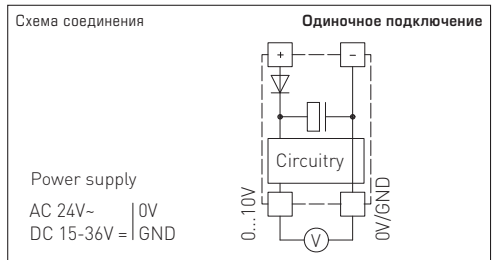 Схема соединения
Одиночное подключение
+ −
Circuitry
Power supply
AC 24V~ | 0V
DC 15-36V = | GND
0...10V
0V/GND
V